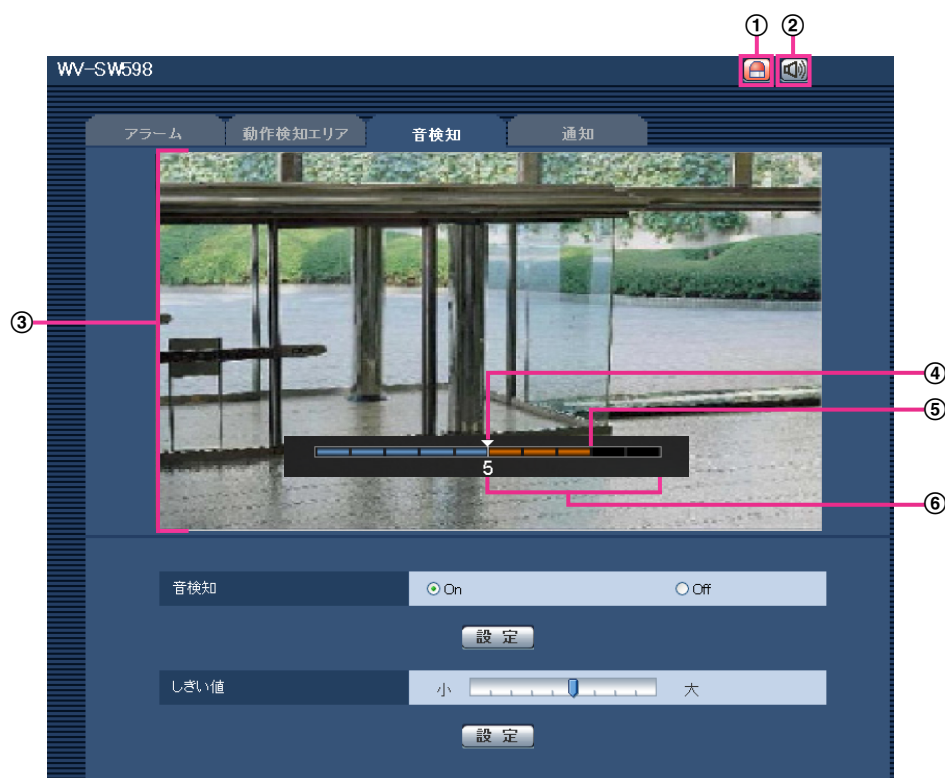 ① ②
WV-SW598
アラーム 動作検知エリア 音検知 通知
③
④
⑤
5
⑥
音検知 On Off
設 定
しきい値 小 大
設 定